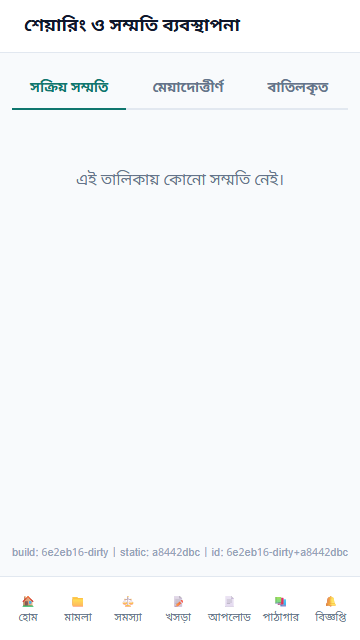 শেয়ারিং ও সম্মতি ব্যবস্থাপনা
সক্রিয় সম্মতি মেয়াদোত্তীর্ণ বাতিলকৃত
এই তালিকায় কোনো সম্মতি নেই।
build: 6e2eb16-dirty | static: a8442dbc | id: 6e2eb16-dirty+a8442dbc
হোম মামলা সমস্যা খসড়া আপলোড পাঠাগার বিজ্ঞপ্তি